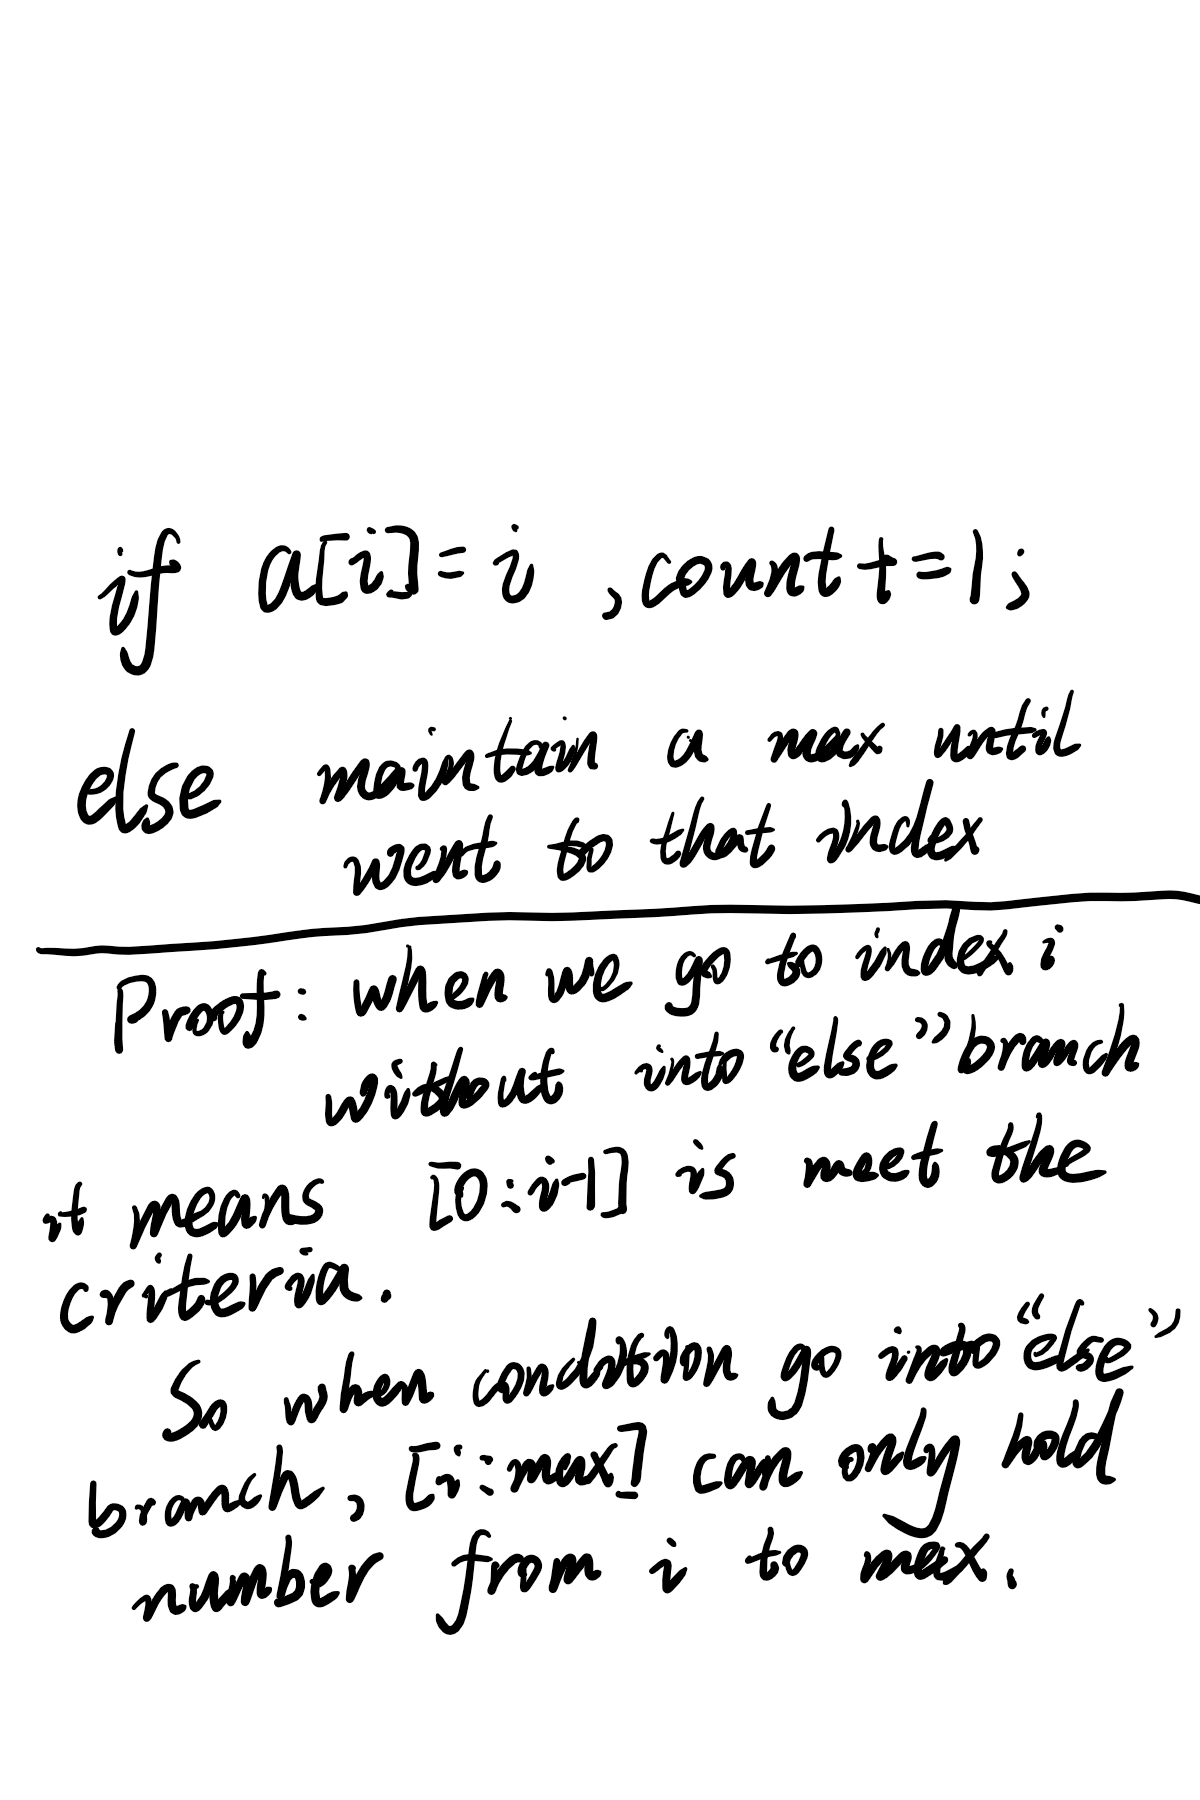 if a[i]= i , count+=1;
else maintain a max until
went to that index
Proof: when we go to index i
without into "else" branch
it means [0:i-1] is meet the
criteria.
So when condition go into "else"
branch, [i:max] can only hold
number from i to max.